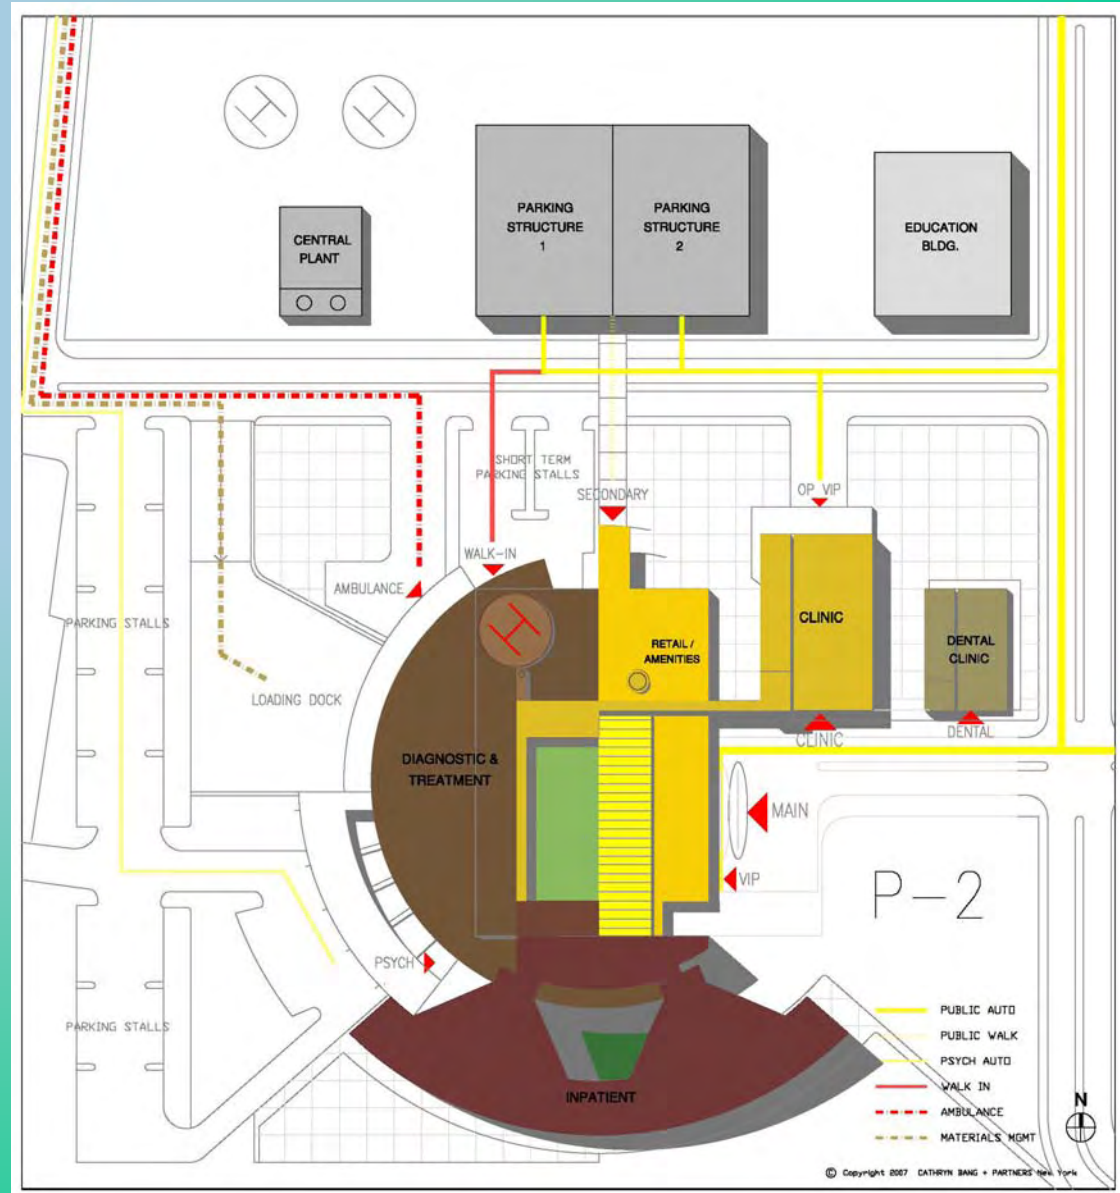 H
H
PARKING
STRUCTURE
1
PARKING
STRUCTURE
2
EDUCATION
BLDG.
CENTRAL
PLANT
SHORT TERM
PARKING STALLS
SECONDARY
OP VIP
WALK-IN
AMBULANCE
H
PARKING STALLS
RETAIL /
AMENITIES
CLINIC
DENTAL
CLINIC
LOADING DOCK
CLINIC
DENTAL
DIAGNOSTIC &
TREATMENT
MAIN
VIP
P-2
PSYCH
PARKING STALLS
INPATIENT
PUBLIC AUTO
PUBLIC WALK
PSYCH AUTO
WALK IN
AMBULANCE
MATERIALS MGMT
N
© Copyright 2007 CATHRYN BANG + PARTNERS New York